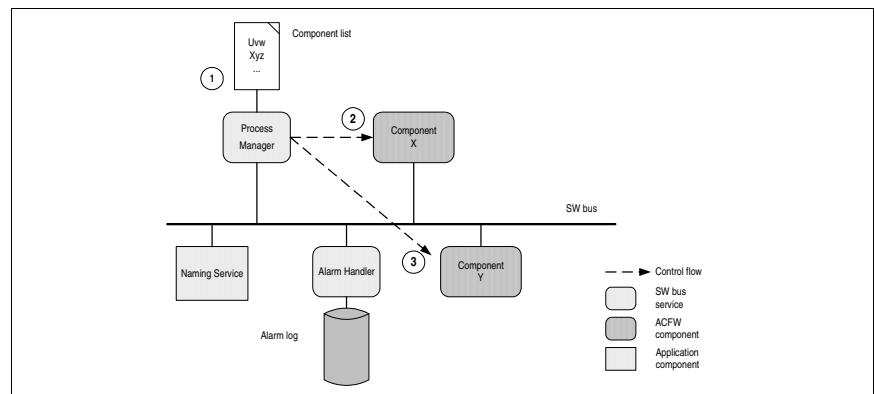 Uvw
Xyz
...
Component list
1
Process
Manager
2
Component
X
SW bus
Naming Service
Alarm Handler
3
Component
Y
Alarm log
Control flow
SW bus
service
ACFW
component
Application
component